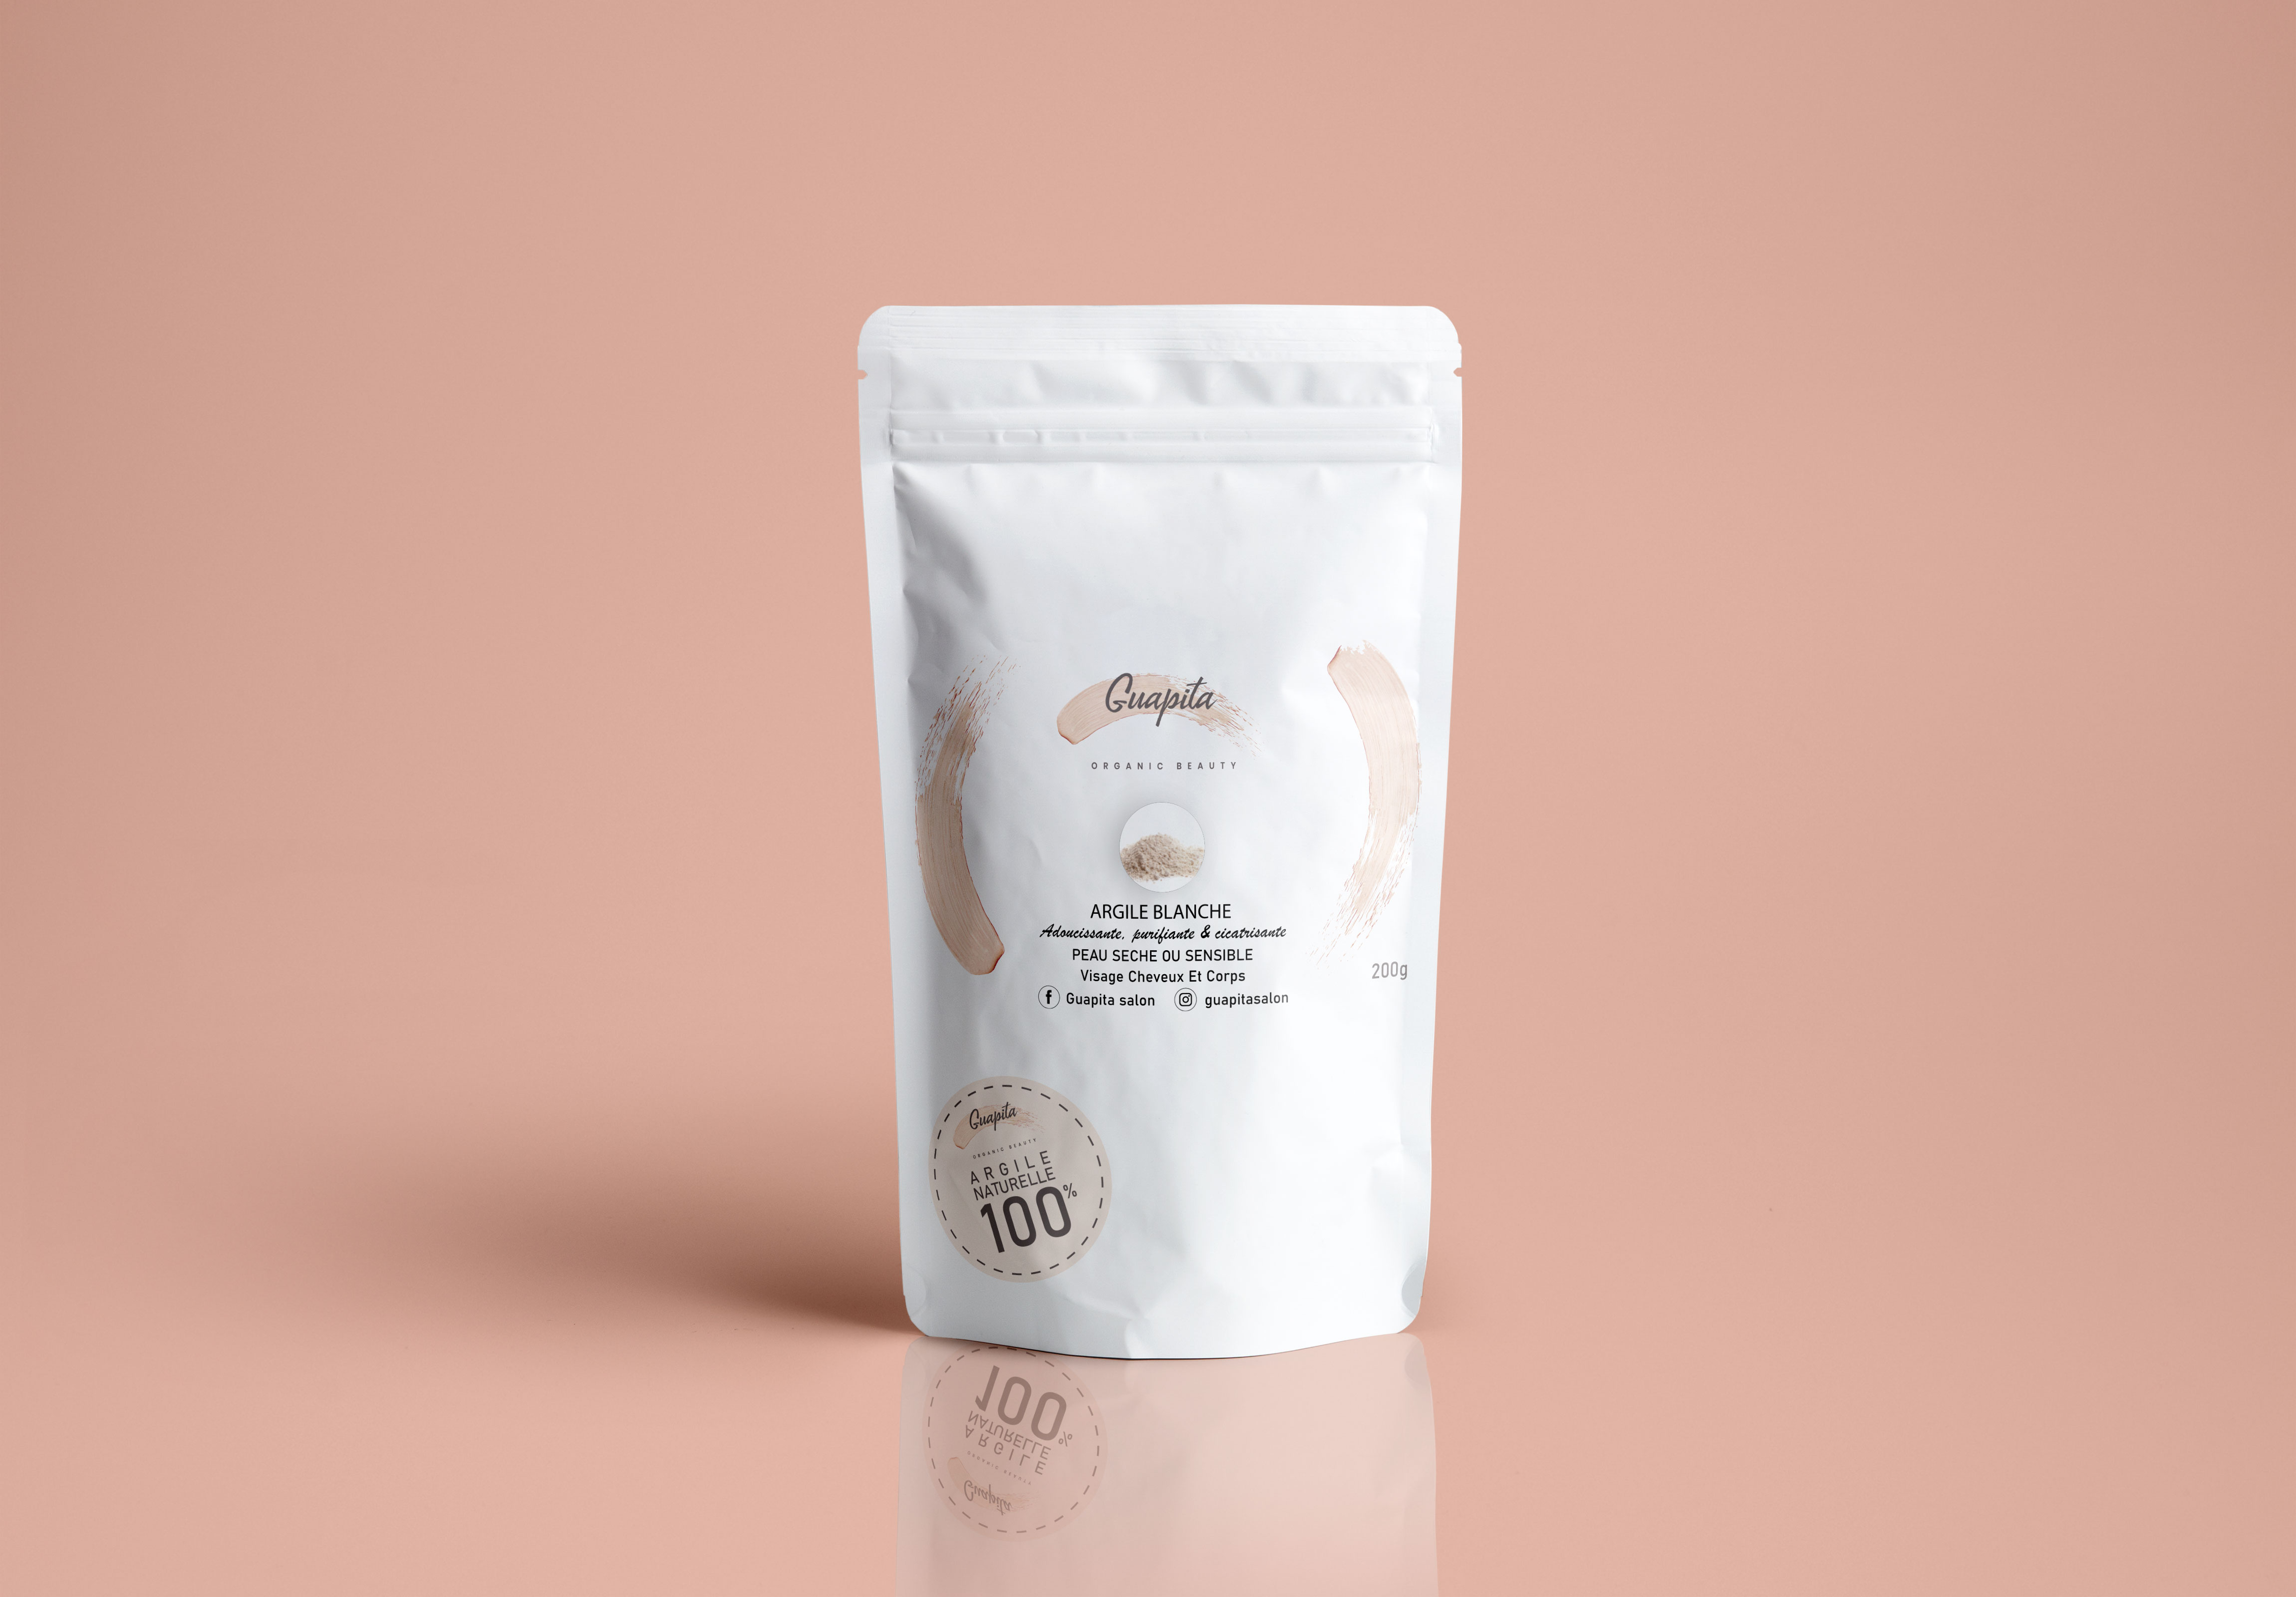 Guapita
ORGANIC BEAUTY
ARGILE BLANCHE
Adoucissante, purifiante & cicatrisante
PEAU SECHE OU SENSIBLE
Visage Cheveux Et Corps
200g
Guapita salon guapitasalon
Guapita
ORGANIC BEAUTY
ARGILE
NATURELLE
100%